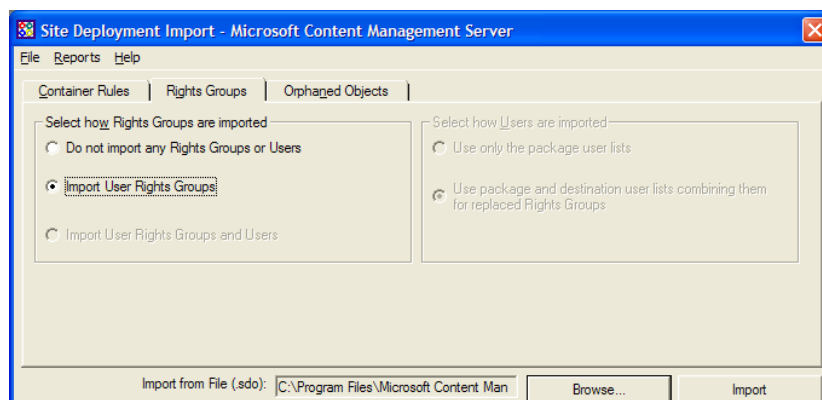 Site Deployment Import - Microsoft Content Management Server
File Reports Help
Container Rules
Rights Groups
Orphaned Objects
Select how Rights Groups are imported
Do not import any Rights Groups or Users
Import User Rights Groups
Import User Rights Groups and Users
Select how Users are imported
Use only the package user lists
Use package and destination user lists combining them
for replaced Rights Groups
Import from File (.sdo):
C:\Program Files\Microsoft Content Man
Browse...
Import